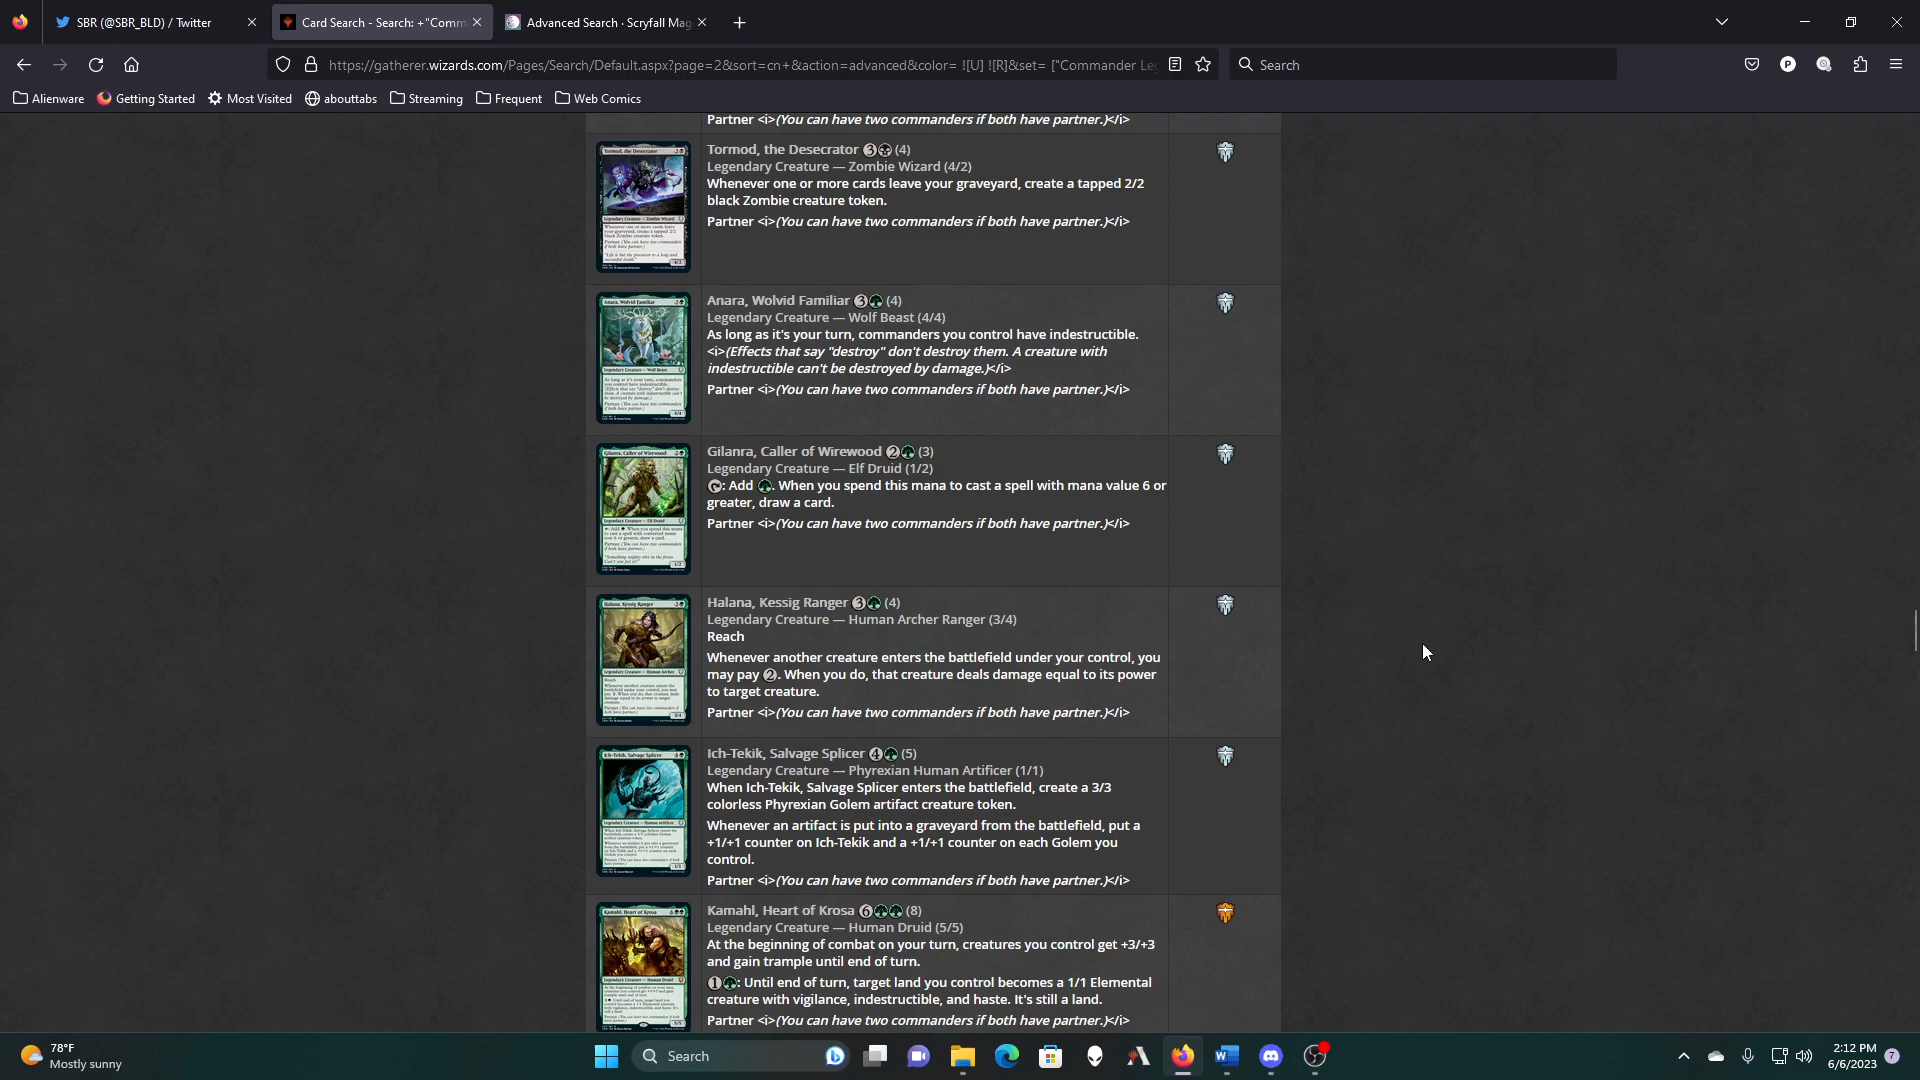 SBR (@SBR_BLD) / Twitter
Card Search - Search: +"Comm
Advanced Search · Scryfall Mag
https://gatherer.wizards.com/Pages/Search/Default.aspx?page=2&sort=cn+&action=advanced&color= ![U] ![R]&set= ["Commander Leg
Search
Alienware
Getting Started
Most Visited
abouttabs
Streaming
Frequent
Web Comics
Partner <i>(You can have two commanders if both have partner.)</i>
Tormod, the Desecrator 3 (4)
Legendary Creature — Zombie Wizard (4/2)
Whenever one or more cards leave your graveyard, create a tapped 2/2
black Zombie creature token.
Partner <i>(You can have two commanders if both have partner.)</i>
Anara, Wolvid Familiar 3 (4)
Legendary Creature — Wolf Beast (4/4)
As long as it's your turn, commanders you control have indestructible.
<i>(Effects that say "destroy" don't destroy them. A creature with
indestructible can't be destroyed by damage.)</i>
Partner <i>(You can have two commanders if both have partner.)</i>
Gilanra, Caller of Wirewood 2 (3)
Legendary Creature — Elf Druid (1/2)
: Add . When you spend this mana to cast a spell with mana value 6 or
greater, draw a card.
Partner <i>(You can have two commanders if both have partner.)</i>
Halana, Kessig Ranger 3 (4)
Legendary Creature — Human Archer Ranger (3/4)
Reach
Whenever another creature enters the battlefield under your control, you
may pay 2. When you do, that creature deals damage equal to its power
to target creature.
Partner <i>(You can have two commanders if both have partner.)</i>
Ich-Tekik, Salvage Splicer 4 (5)
Legendary Creature — Phyrexian Human Artificer (1/1)
When Ich-Tekik, Salvage Splicer enters the battlefield, create a 3/3
colorless Phyrexian Golem artifact creature token.
Whenever an artifact is put into a graveyard from the battlefield, put a
+1/+1 counter on Ich-Tekik and a +1/+1 counter on each Golem you
control.
Partner <i>(You can have two commanders if both have partner.)</i>
Kamahl, Heart of Krosa 6 (8)
Legendary Creature — Human Druid (5/5)
At the beginning of combat on your turn, creatures you control get +3/+3
and gain trample until end of turn.
1: Until end of turn, target land you control becomes a 1/1 Elemental
creature with vigilance, indestructible, and haste. It's still a land.
Partner <i>(You can have two commanders if both have partner.)</i>
78°F
Mostly sunny
Search
2:12 PM
6/6/2023
7